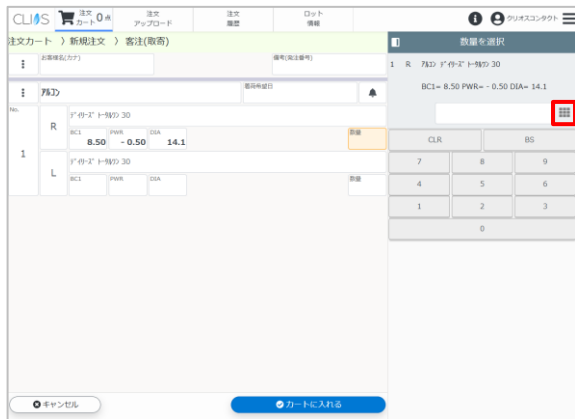 CLIAS 注文カート 0 点 注文アップロード 注文履歴 ロット情報 クリオスコンタクト
注文カート 〉新規注文 〉客注(取寄)
お客様名(カナ) 備考(発注番号)
アルコン 着荷希望日
No.
1
R
デイリーズ トータルワン 30
BC1 8.50 PWR - 0.50 DIA 14.1 数量
L
デイリーズ トータルワン 30
BC1 PWR DIA 数量
キャンセル
カートに入れる
数量を選択
1 R アルコン デイリーズ トータルワン 30
BC1= 8.50 PWR= - 0.50 DIA= 14.1
CLR BS
7 8 9
4 5 6
1 2 3
0